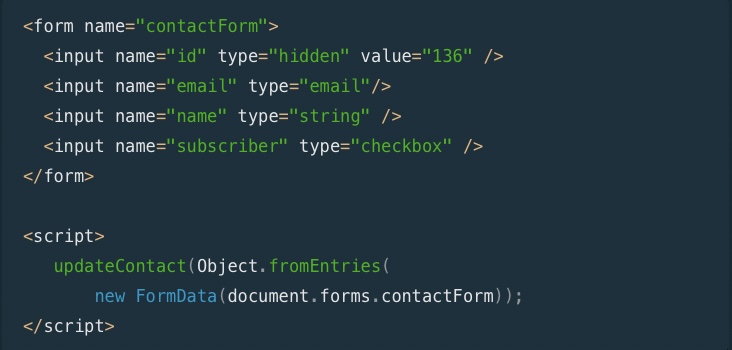 <form name="contactForm">
<input name="id" type="hidden" value="136" />
<input name="email" type="email"/>
<input name="name" type="string" />
<input name="subscriber" type="checkbox" />
</form>
<script>
updateContact(Object.fromEntries(
new FormData(document.forms.contactForm));
</script>